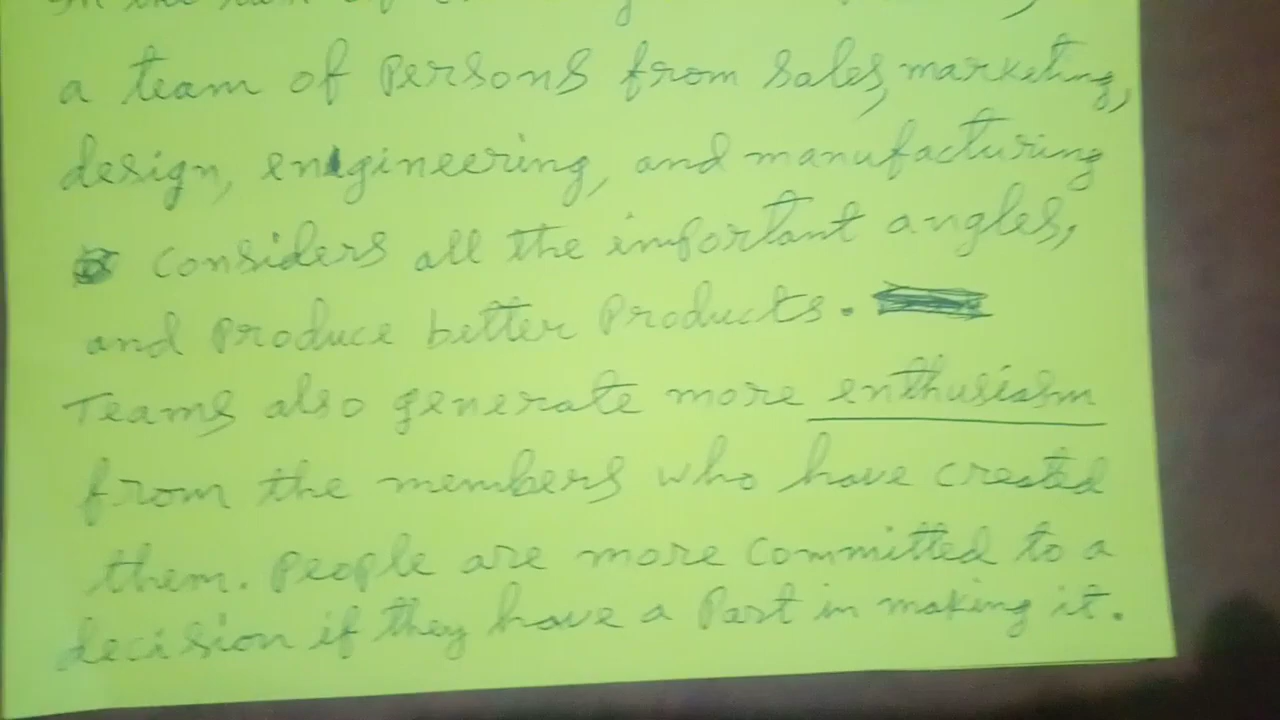 a team of persons from sales, marketing,
design, engineering, and manufacturing
considers all the important angles,
and produce better products.
Teams also generate more enthusiasm
from the members who have created
them. People are more committed to a
decision if they have a part in making it.